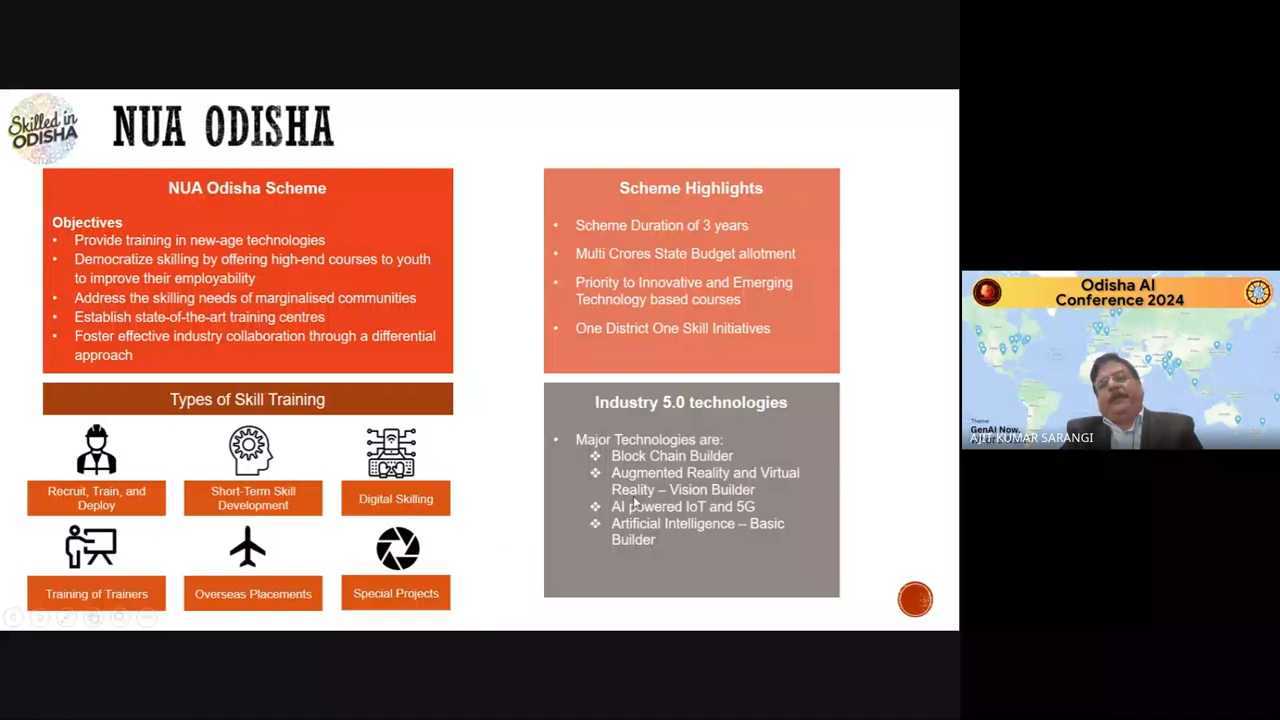 Skilled in
ODISHA
NUA ODISHA
NUA Odisha Scheme
Objectives
• Provide training in new-age technologies
• Democratize skilling by offering high-end courses to youth
to improve their employability
• Address the skilling needs of marginalised communities
• Establish state-of-the-art training centres
• Foster effective industry collaboration through a differential
approach
Types of Skill Training
Recruit, Train, and
Deploy
Short-Term Skill
Development
Digital Skilling
Training of Trainers
Overseas Placements
Special Projects
Scheme Highlights
• Scheme Duration of 3 years
• Multi Crores State Budget allotment
• Priority to Innovative and Emerging
Technology based courses
• One District One Skill Initiatives
Industry 5.0 technologies
• Major Technologies are:
❖ Block Chain Builder
❖ Augmented Reality and Virtual
Reality – Vision Builder
❖ AI powered IoT and 5G
❖ Artificial Intelligence – Basic
Builder
Odisha AI
Conference 2024
Theme
GenAI Now.
AJIT KUMAR SARANGI